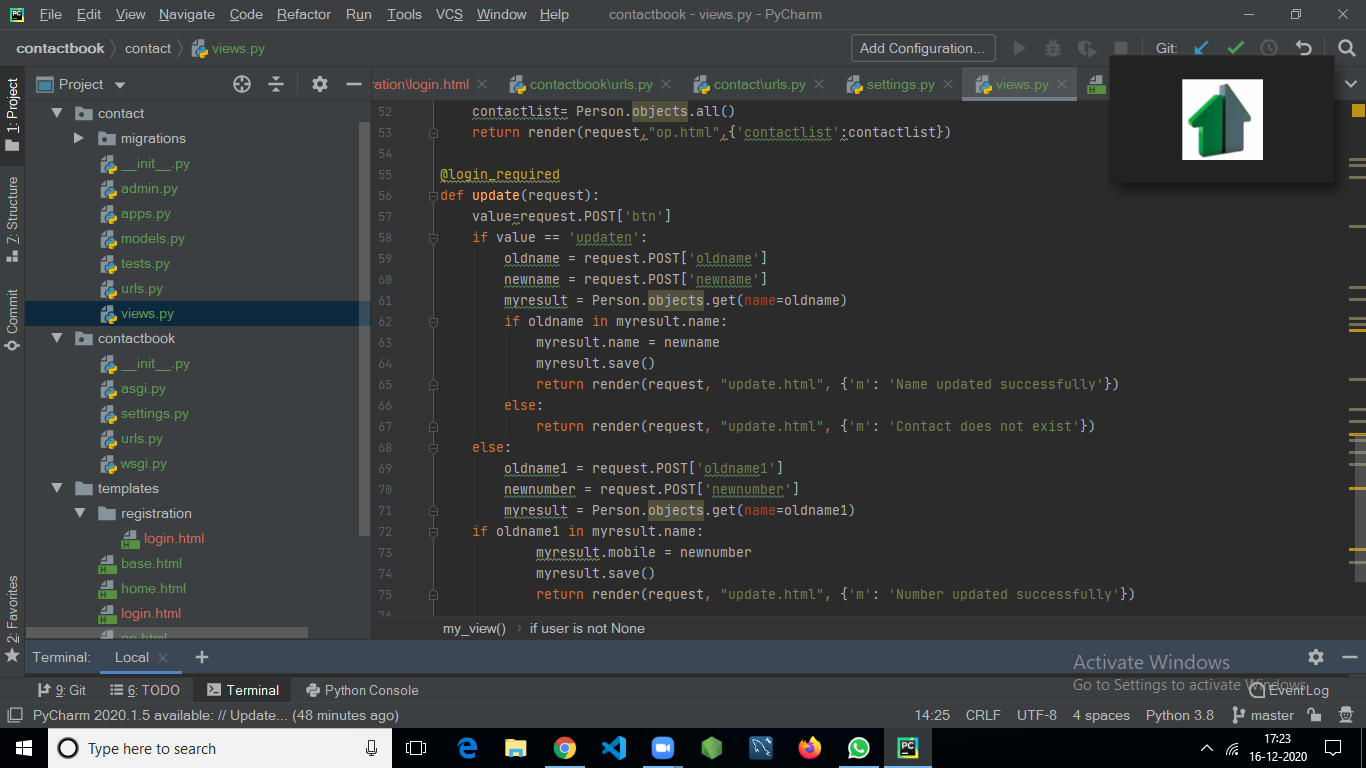 File Edit View Navigate Code Refactor Run Tools VCS Window Help contactbook - views.py - PyCharm
contactbook contact views.py
Add Configuration... Git:
Project
ration\login.html contactbook\urls.py contact\urls.py settings.py views.py
1: Project
7: Structure
Commit
2: Favorites
contact
migrations
__init__.py
admin.py
apps.py
models.py
tests.py
urls.py
views.py
contactbook
__init__.py
asgi.py
settings.py
urls.py
wsgi.py
templates
registration
login.html
base.html
home.html
login.html
op.html
52 contactlist= Person.objects.all()
53 return render(request,"op.html",{'contactlist':contactlist})
54
55 @login_required
56 def update(request):
57 value=request.POST['btn']
58 if value == 'updaten':
59 oldname = request.POST['oldname']
60 newname = request.POST['newname']
61 myresult = Person.objects.get(name=oldname)
62 if oldname in myresult.name:
63 myresult.name = newname
64 myresult.save()
65 return render(request, "update.html", {'m': 'Name updated successfully'})
66 else:
67 return render(request, "update.html", {'m': 'Contact does not exist'})
68 else:
69 oldname1 = request.POST['oldname1']
70 newnumber = request.POST['newnumber']
71 myresult = Person.objects.get(name=oldname1)
72 if oldname1 in myresult.name:
73 myresult.mobile = newnumber
74 myresult.save()
75 return render(request, "update.html", {'m': 'Number updated successfully'})
76
my_view() › if user is not None
Terminal: Local +
Activate Windows
Go to Settings to activate Windows.
9: Git 6: TODO Terminal Python Console Event Log
PyCharm 2020.1.5 available: // Update... (48 minutes ago) 14:25 CRLF UTF-8 4 spaces Python 3.8 master
Type here to search
17:23
16-12-2020